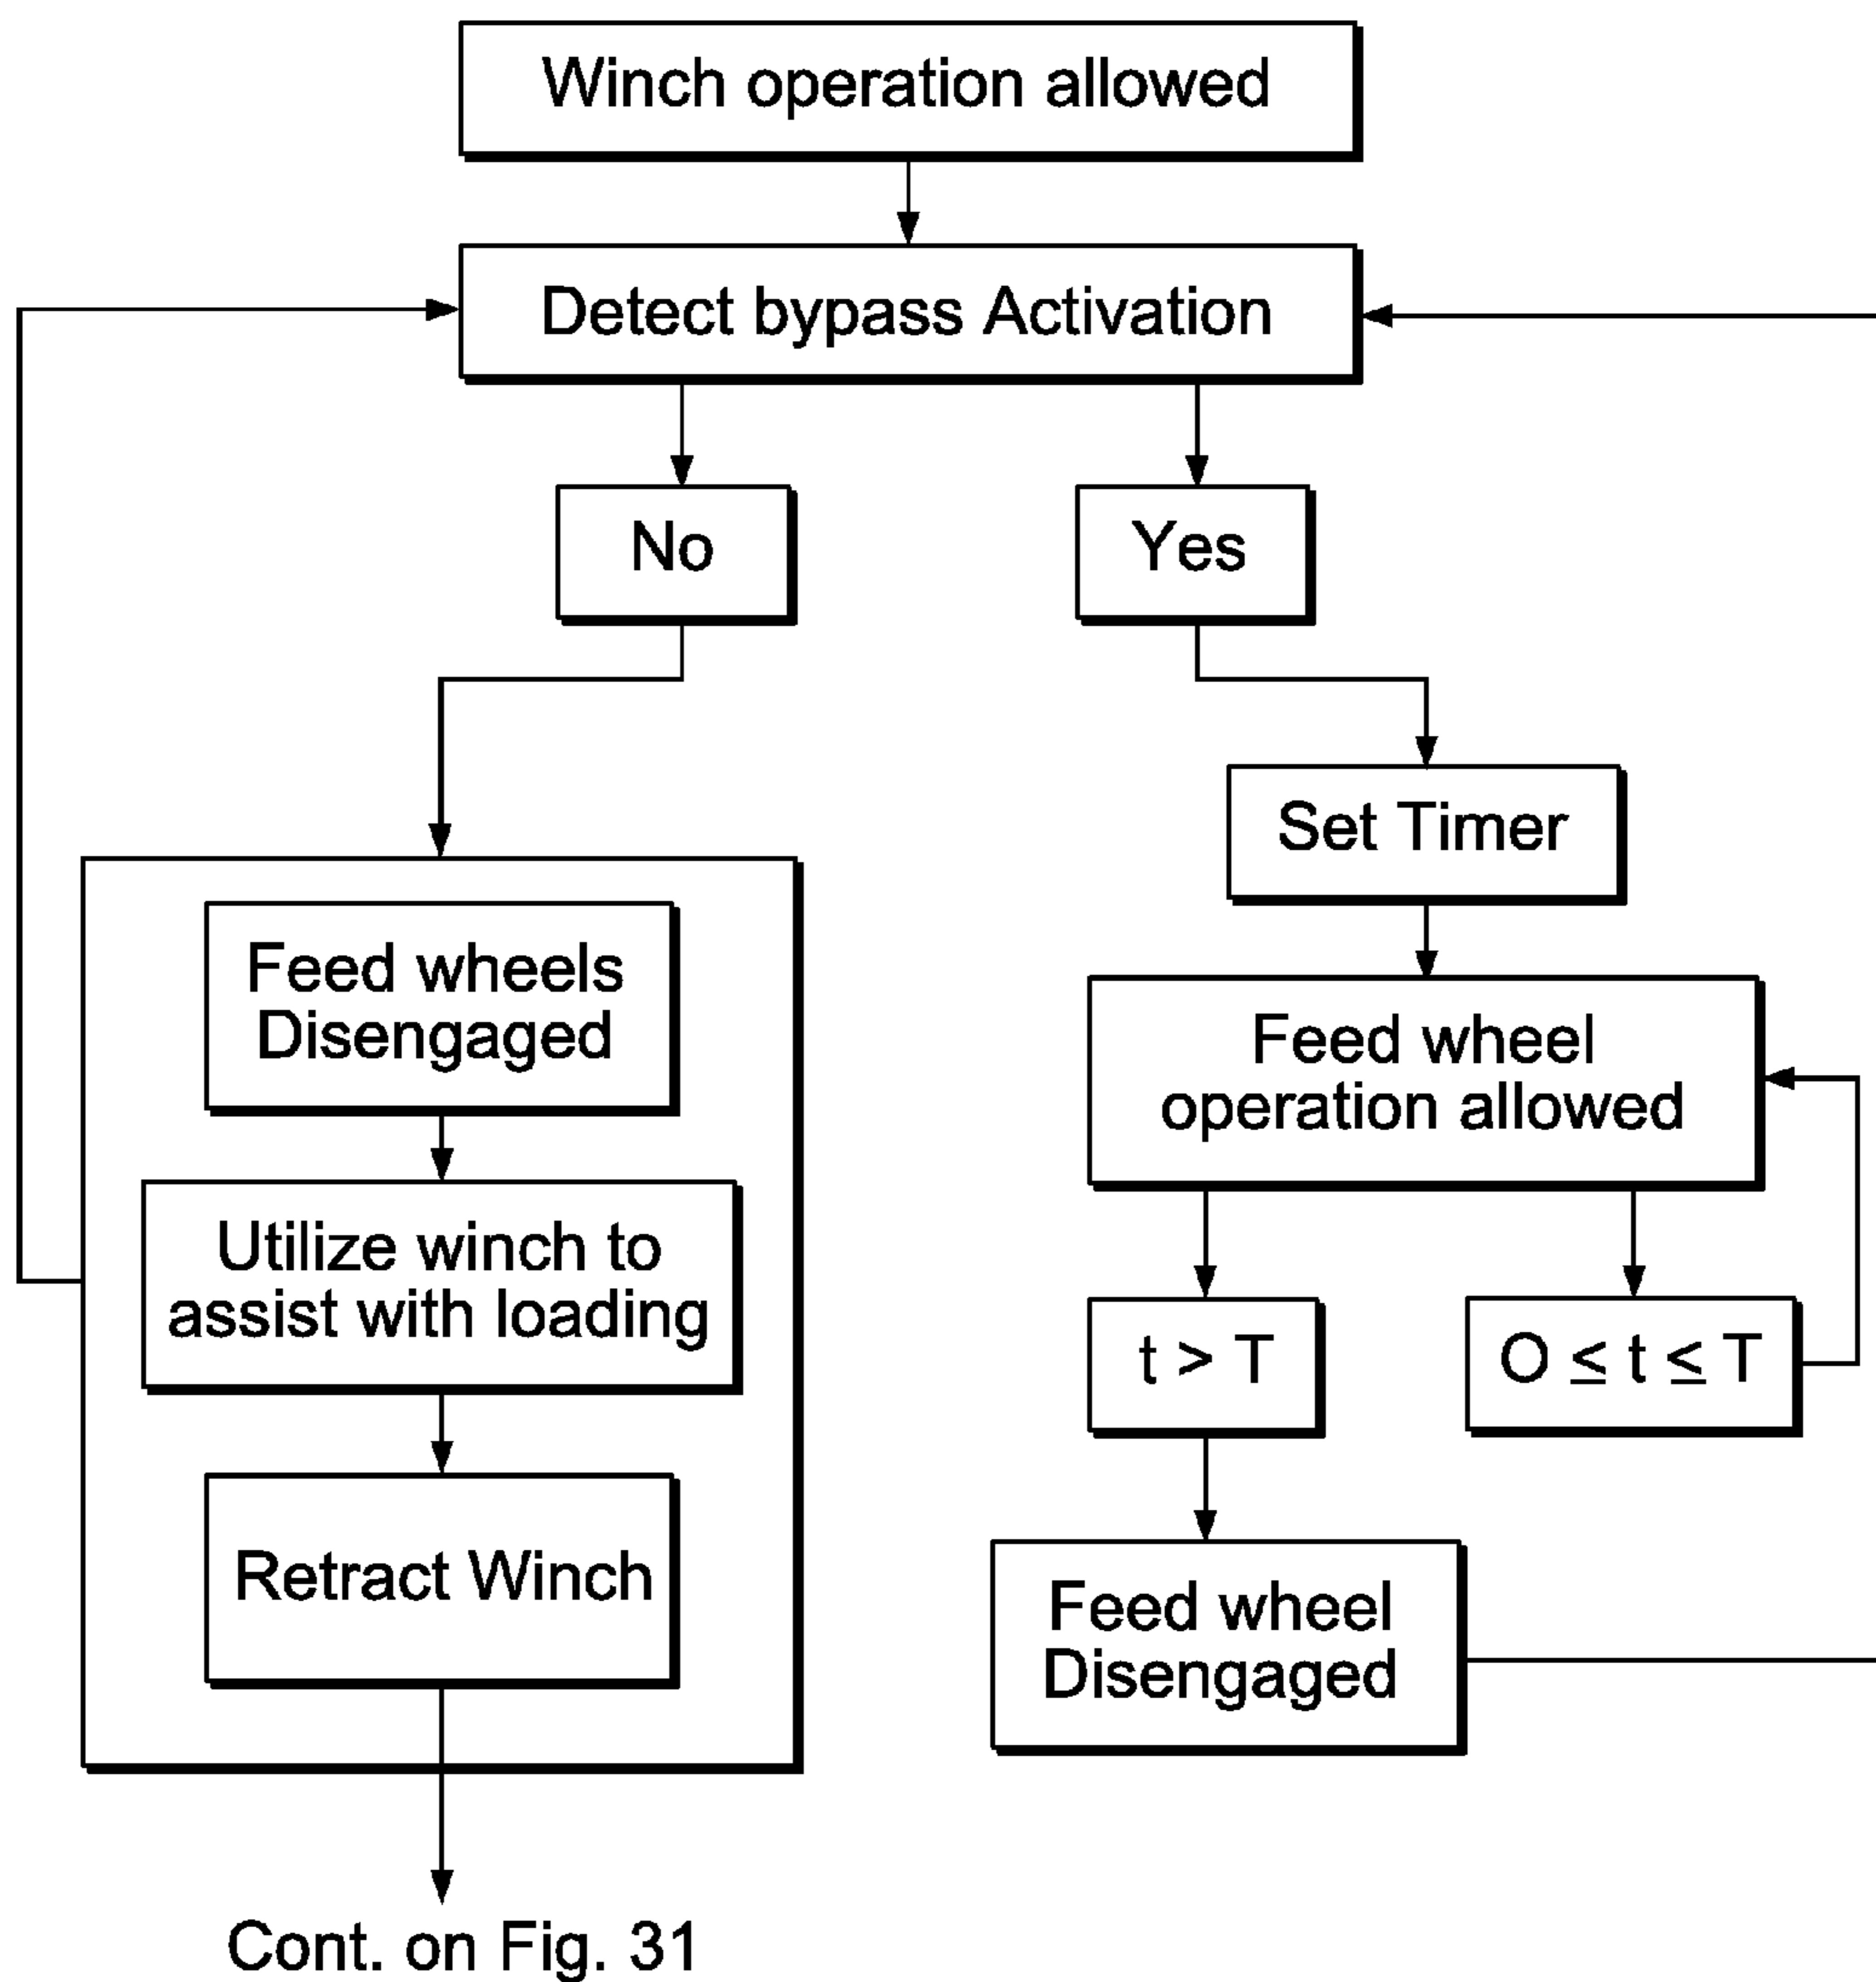 Winch operation allowed
Detect bypass Activation
No
Yes
Set Timer
Feed wheels
Disengaged
Feed wheel
operation allowed
Utilize winch to
assist with loading
t > T
O ≤ t ≤ T
Retract Winch
Feed wheel
Disengaged
Cont. on Fig. 31